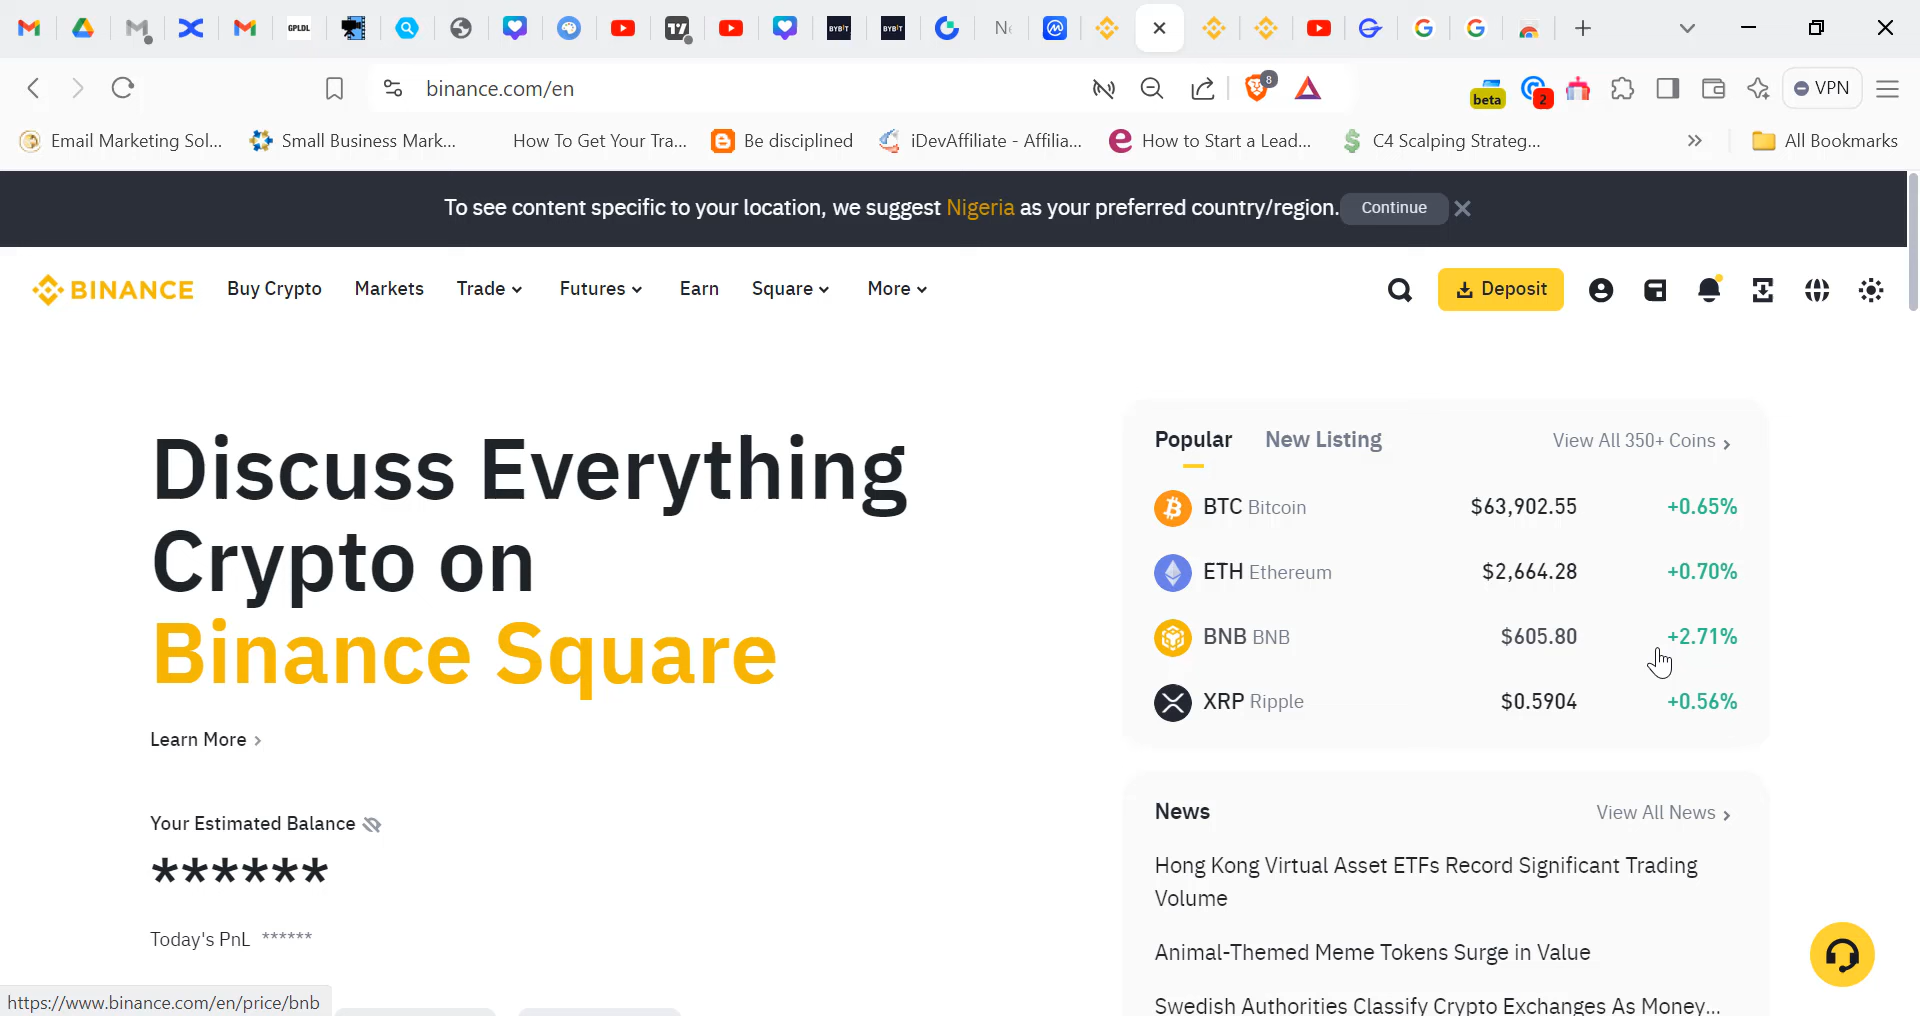 GPLDL
BYBIT
BYBIT
binance.com/en
8
beta
2
VPN
Email Marketing Sol...
Small Business Mark...
How To Get Your Tra...
Be disciplined
iDevAffiliate - Affilia...
How to Start a Lead...
C4 Scalping Strateg...
All Bookmarks
To see content specific to your location, we suggest Nigeria as your preferred country/region.
Continue
BINANCE
Buy Crypto
Markets
Trade
Futures
Earn
Square
More
Deposit
Discuss Everything
Crypto on
Binance Square
Learn More
Your Estimated Balance
******
Today's PnL ******
Popular
New Listing
View All 350+ Coins
BTC Bitcoin $63,902.55 +0.65%
ETH Ethereum $2,664.28 +0.70%
BNB BNB $605.80 +2.71%
XRP Ripple $0.5904 +0.56%
News
View All News
Hong Kong Virtual Asset ETFs Record Significant Trading
Volume
Animal-Themed Meme Tokens Surge in Value
Swedish Authorities Classify Crypto Exchanges As Money...
https://www.binance.com/en/price/bnb